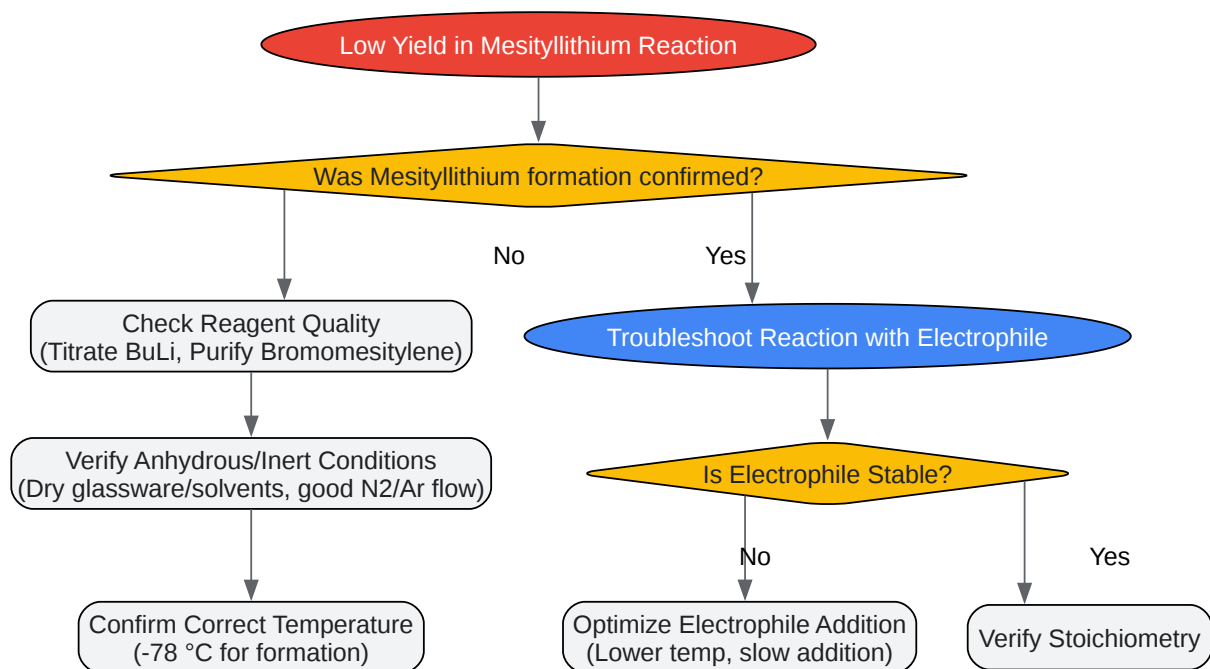 Low Yield in Mesityllithium Reaction
Was Mesityllithium formation confirmed?
No
Yes
Check Reagent Quality
(Titrate BuLi, Purify Bromomesitylene)
Troubleshoot Reaction with Electrophile
Verify Anhydrous/Inert Conditions
(Dry glassware/solvents, good N2/Ar flow)
Is Electrophile Stable?
No
Yes
Confirm Correct Temperature
(-78 °C for formation)
Optimize Electrophile Addition
(Lower temp, slow addition)
Verify Stoichiometry